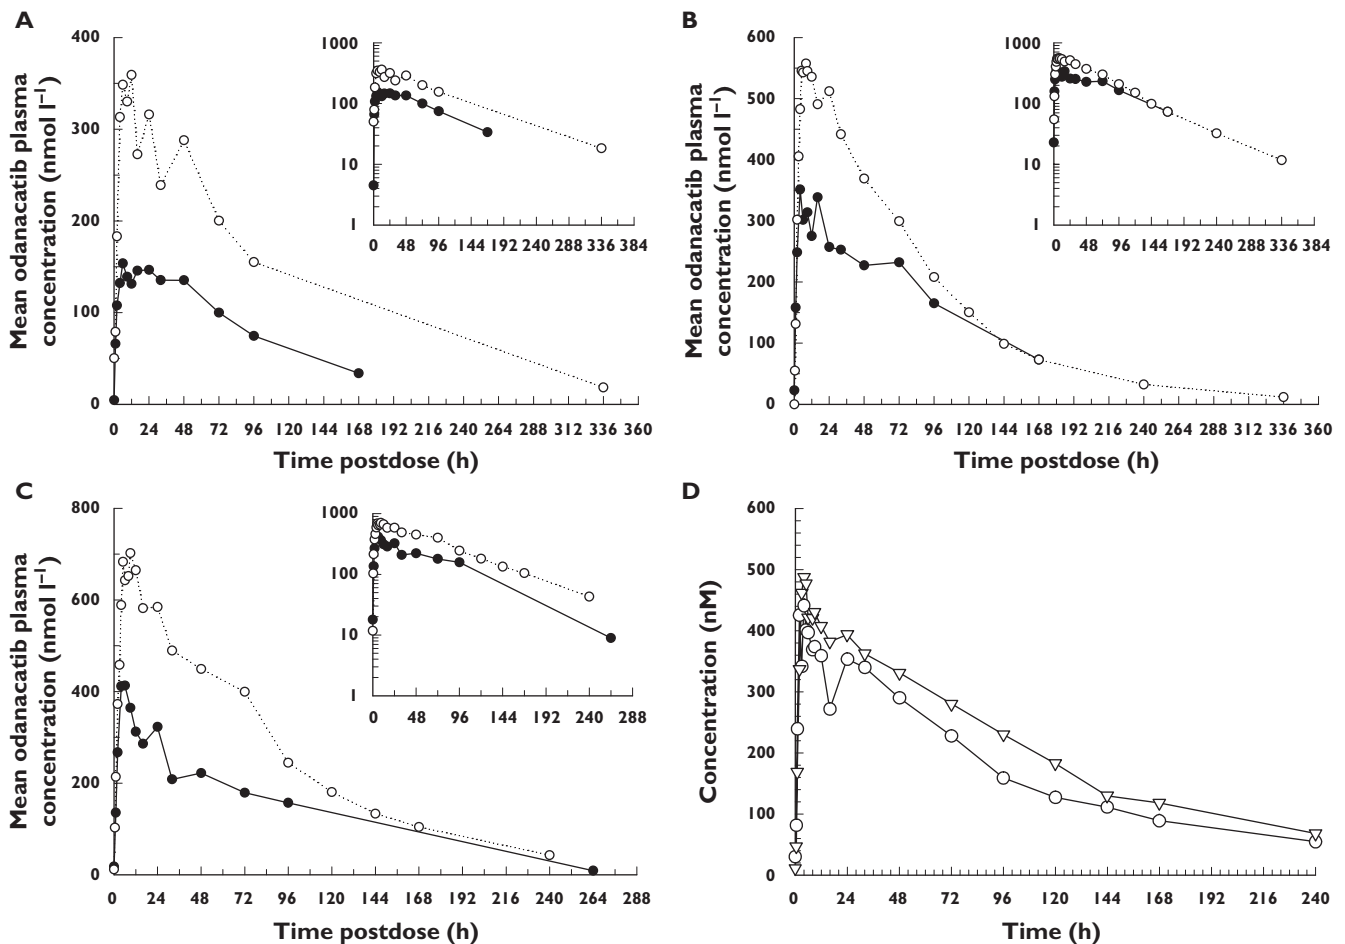 A
Mean odanacatib plasma
concentration (nmol l⁻¹)
400
300
200
100
0
0 24 48 72 96 120 144 168 192 216 240 264 288 312 336 360
Time postdose (h)
1000
100
10
1
0 48 96 144 192 240 288 336 384
B
Mean odanacatib plasma
concentration (nmol l⁻¹)
600
500
400
300
200
100
0
0 24 48 72 96 120 144 168 192 216 240 264 288 312 336 360
Time postdose (h)
1000
100
10
1
0 48 96 144 192 240 288 336 384
C
Mean odanacatib plasma
concentration (nmol l⁻¹)
800
600
400
200
0
0 24 48 72 96 120 144 168 192 216 240 264 288
Time postdose (h)
1000
100
10
1
0 48 96 144 192 240 288
D
Concentration (nM)
600
500
400
300
200
100
0
0 24 48 72 96 120 144 168 192 216 240
Time (h)